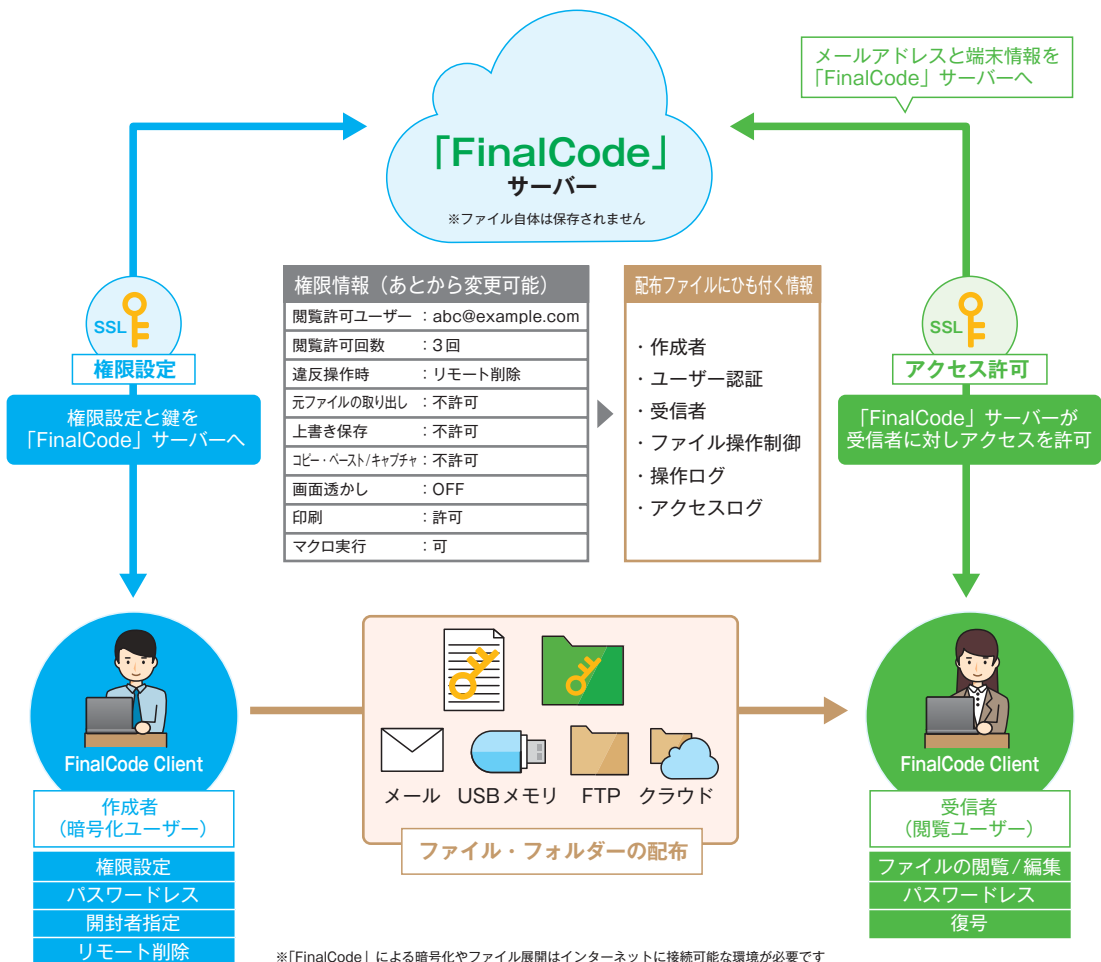 メールアドレスと端末情報を
「FinalCode」サーバーへ
「FinalCode」
サーバー
※ファイル自体は保存されません
SSL
権限設定
権限設定と鍵を
「FinalCode」サーバーへ
権限情報（あとから変更可能）
閲覧許可ユーザー ：abc@example.com
閲覧許可回数 ：3回
違反操作時 ：リモート削除
元ファイルの取り出し ：不許可
上書き保存 ：不許可
コピー・ペースト/キャプチャ：不許可
画面透かし ：OFF
印刷 ：許可
マクロ実行 ：可
配布ファイルにひも付く情報
・作成者
・ユーザー認証
・受信者
・ファイル操作制御
・操作ログ
・アクセスログ
SSL
アクセス許可
「FinalCode」サーバーが
受信者に対しアクセスを許可
FinalCode Client
作成者
（暗号化ユーザー）
権限設定
パスワードレス
開封者指定
リモート削除
メール USBメモリ FTP クラウド
ファイル・フォルダーの配布
FinalCode Client
受信者
（閲覧ユーザー）
ファイルの閲覧/編集
パスワードレス
復号
※「FinalCode」による暗号化やファイル展開はインターネットに接続可能な環境が必要です